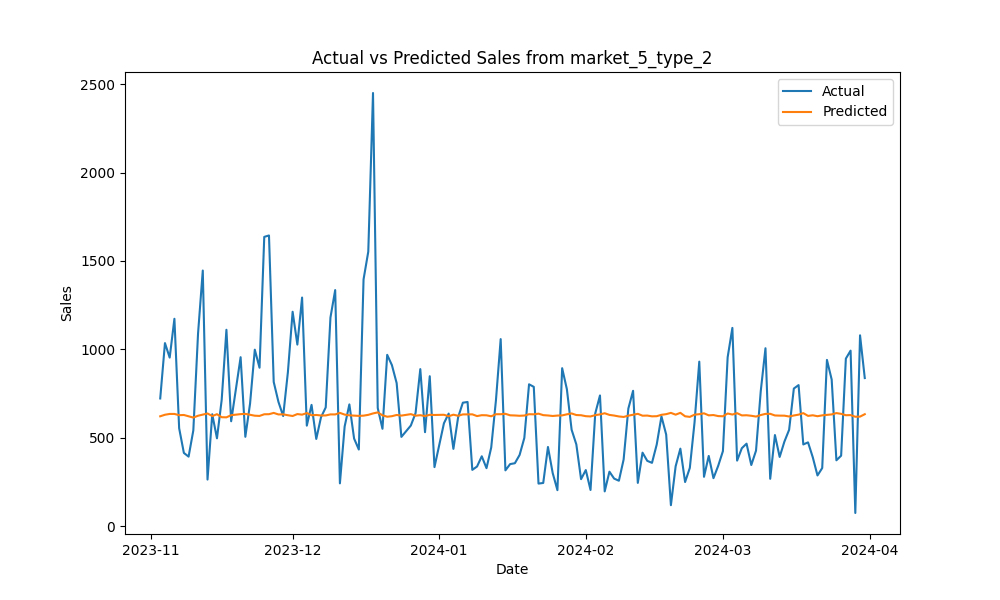 Actual vs Predicted Sales from market_5_type_2
Actual
Predicted
2500
2000
1500
1000
500
0
Sales
2023-11
2023-12
2024-01
2024-02
2024-03
2024-04
Date